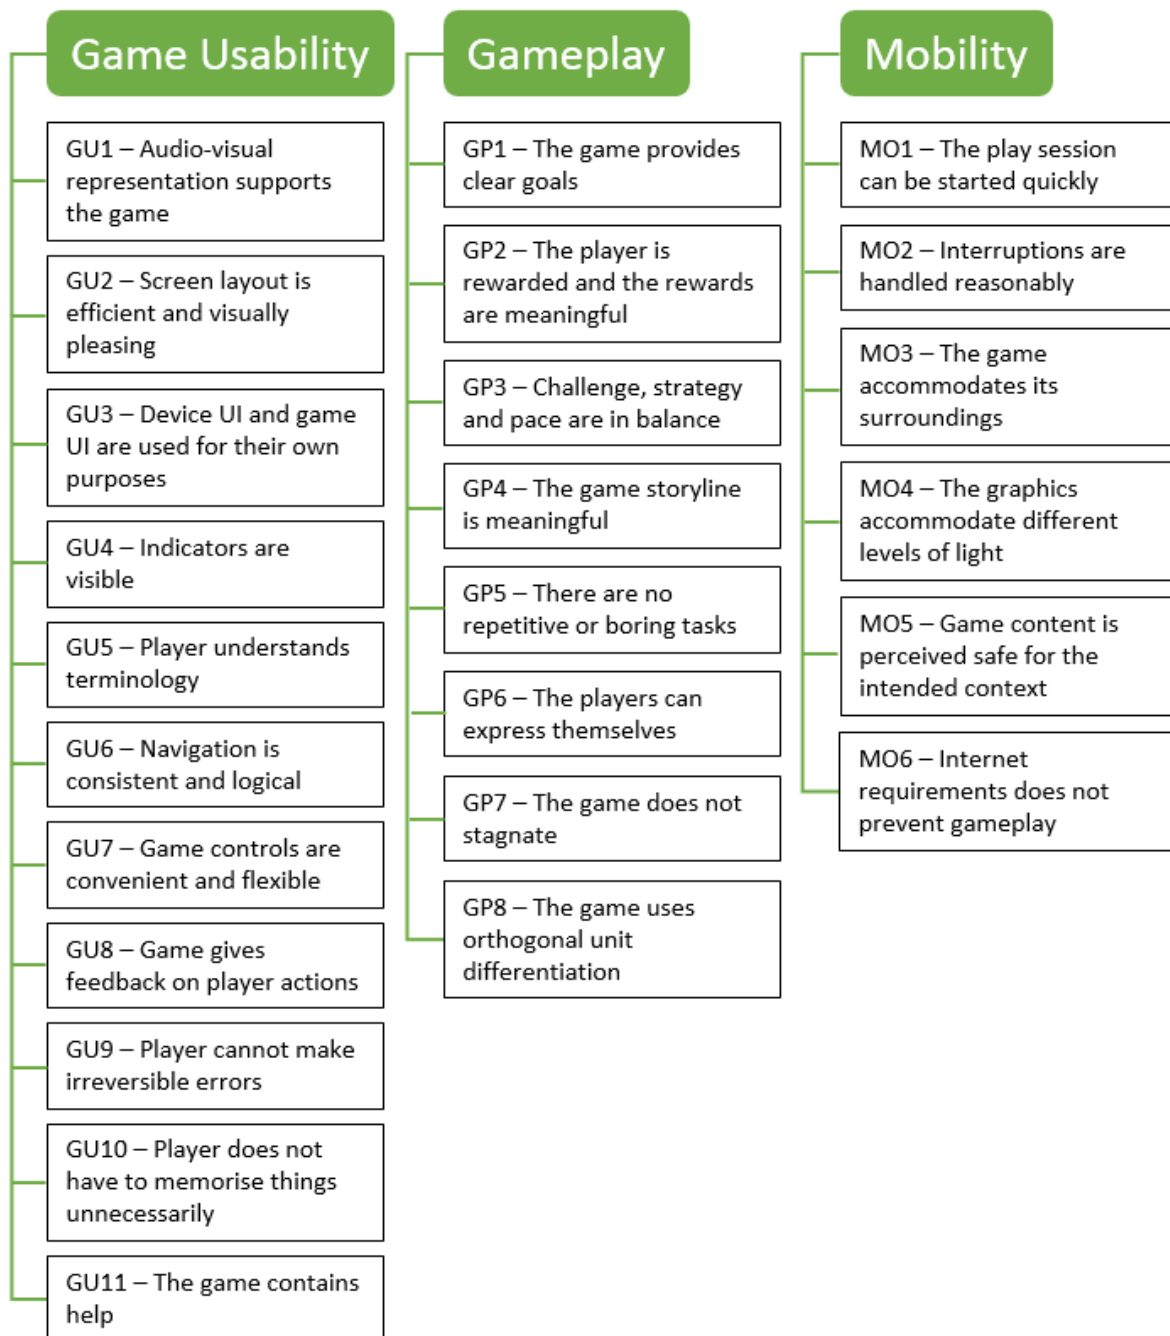 Game Usability
GU1 – Audio-visual
representation supports
the game
GU2 – Screen layout is
efficient and visually
pleasing
GU3 – Device UI and game
UI are used for their own
purposes
GU4 – Indicators are
visible
GU5 – Player understands
terminology
GU6 – Navigation is
consistent and logical
GU7 – Game controls are
convenient and flexible
GU8 – Game gives
feedback on player actions
GU9 – Player cannot make
irreversible errors
GU10 – Player does not
have to memorise things
unnecessarily
GU11 – The game contains
help
Gameplay
GP1 – The game provides
clear goals
GP2 – The player is
rewarded and the rewards
are meaningful
GP3 – Challenge, strategy
and pace are in balance
GP4 – The game storyline
is meaningful
GP5 – There are no
repetitive or boring tasks
GP6 – The players can
express themselves
GP7 – The game does not
stagnate
GP8 – The game uses
orthogonal unit
differentiation
Mobility
MO1 – The play session
can be started quickly
MO2 – Interruptions are
handled reasonably
MO3 – The game
accommodates its
surroundings
MO4 – The graphics
accommodate different
levels of light
MO5 – Game content is
perceived safe for the
intended context
MO6 – Internet
requirements does not
prevent gameplay